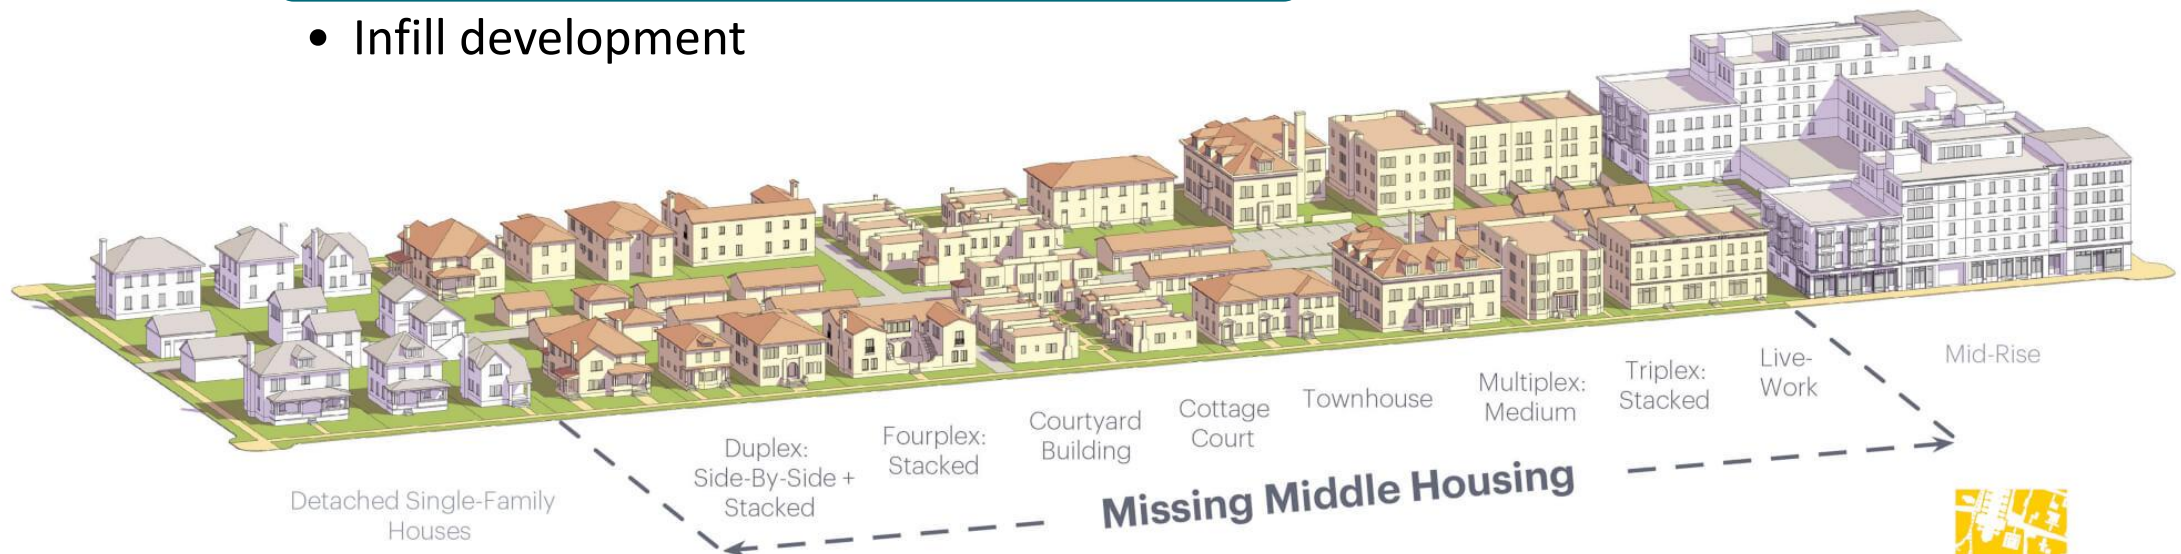 • Infill development
Mid-Rise
Live-
Work
Triplex:
Stacked
Multiplex:
Medium
Townhouse
Cottage
Court
Courtyard
Building
Fourplex:
Stacked
Duplex:
Side-By-Side +
Stacked
Detached Single-Family
Houses
Missing Middle Housing